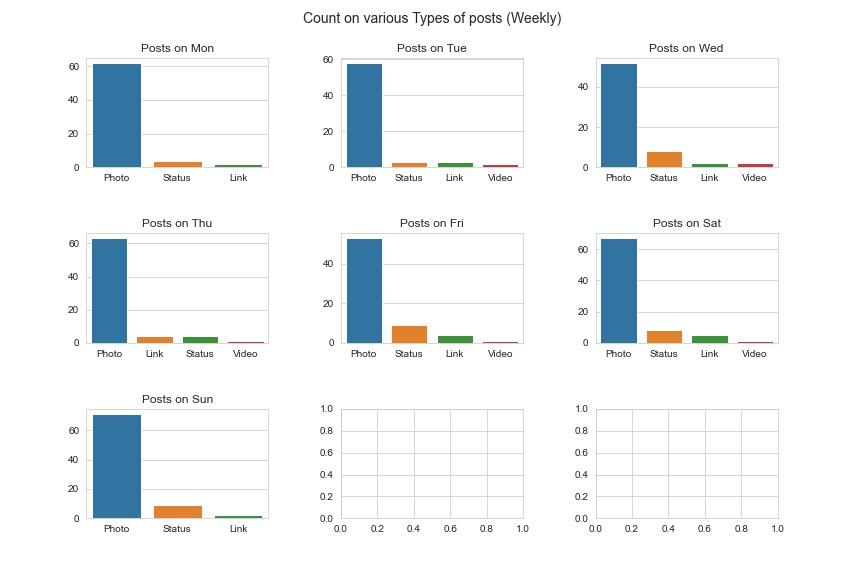 Count on various Types of posts (Weekly)
Posts on Mon
60
40
20
0
Photo Status Link
Posts on Tue
60
40
20
0
Photo Status Link Video
Posts on Wed
40
20
0
Photo Status Link Video
Posts on Thu
60
40
20
0
Photo Link Status Video
Posts on Fri
40
20
0
Photo Status Link Video
Posts on Sat
60
40
20
0
Photo Status Link Video
Posts on Sun
60
40
20
0
Photo Status Link
1.0
0.8
0.6
0.4
0.2
0.0
0.0 0.2 0.4 0.6 0.8 1.0
1.0
0.8
0.6
0.4
0.2
0.0
0.0 0.2 0.4 0.6 0.8 1.0